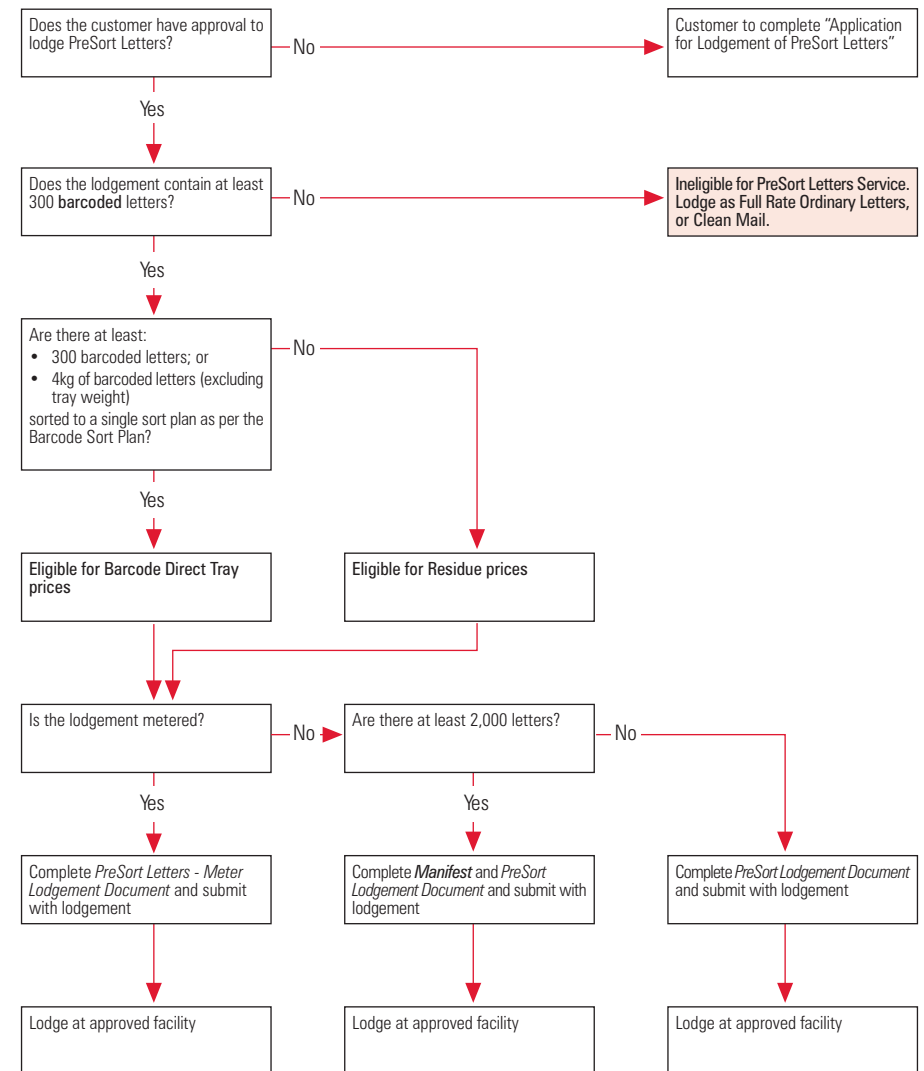 Does the customer have approval to
lodge PreSort Letters?
No
Customer to complete “Application
for Lodgement of PreSort Letters”
Yes
Does the lodgement contain at least
300 barcoded letters?
No
Ineligible for PreSort Letters Service.
Lodge as Full Rate Ordinary Letters,
or Clean Mail.
Yes
Are there at least:
• 300 barcoded letters; or
• 4kg of barcoded letters (excluding
tray weight)
sorted to a single sort plan as per the
Barcode Sort Plan?
No
Yes
Eligible for Barcode Direct Tray
prices
Eligible for Residue prices
Is the lodgement metered?
No
Are there at least 2,000 letters?
No
Yes
Yes
Complete PreSort Letters - Meter
Lodgement Document and submit
with lodgement
Complete Manifest and PreSort
Lodgement Document and submit with
lodgement
Complete PreSort Lodgement Document
and submit with lodgement
Lodge at approved facility
Lodge at approved facility
Lodge at approved facility